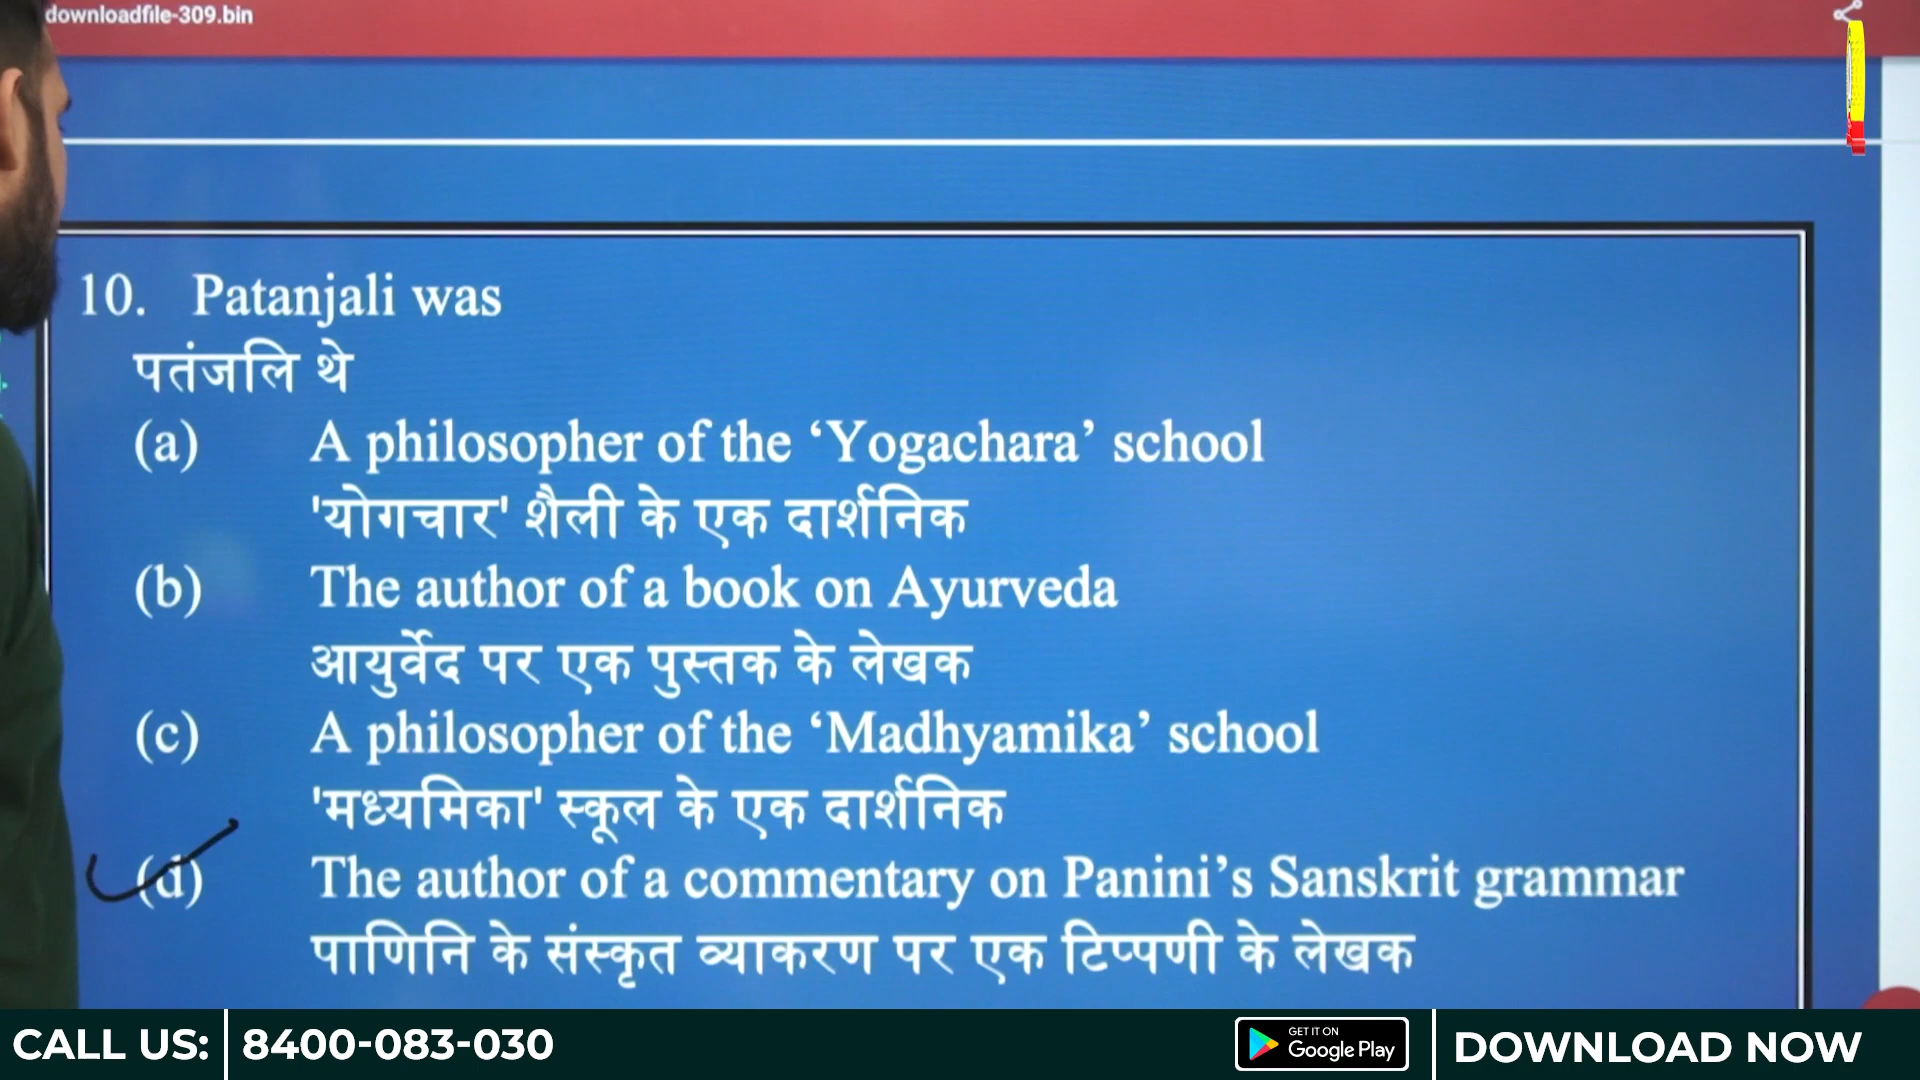 downloadfile-309.bin
10. Patanjali was
पतंजलि थे
(a) A philosopher of the ‘Yogachara’ school
'योगचार' शैली के एक दार्शनिक
(b) The author of a book on Ayurveda
आयुर्वेद पर एक पुस्तक के लेखक
(c) A philosopher of the ‘Madhyamika’ school
'मध्यमिका' स्कूल के एक दार्शनिक
(d) The author of a commentary on Panini’s Sanskrit grammar
पाणिनि के संस्कृत व्याकरण पर एक टिप्पणी के लेखक
CALL US: 8400-083-030 GET IT ON Google Play DOWNLOAD NOW